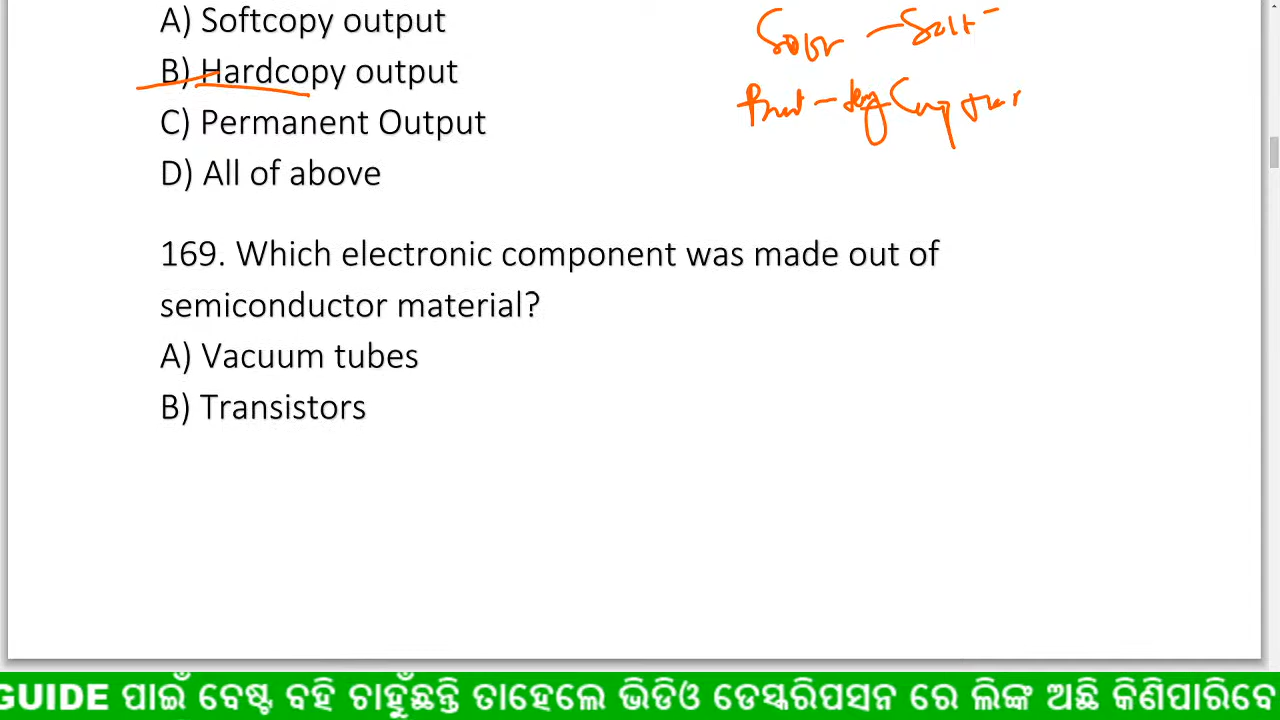 A) Softcopy output
B) Hardcopy output
C) Permanent Output
D) All of above
169. Which electronic component was made out of
semiconductor material?
A) Vacuum tubes
B) Transistors
GUIDE ପାଇଁ ବେଷ୍ଟ ବହି ଚାହୁଁଛନ୍ତି ତାହେଲେ ଭିଡିଓ ଡେସ୍କରିପସନ ରେ ଲିଙ୍କ ଅଛି କିଣିପାରିବେ